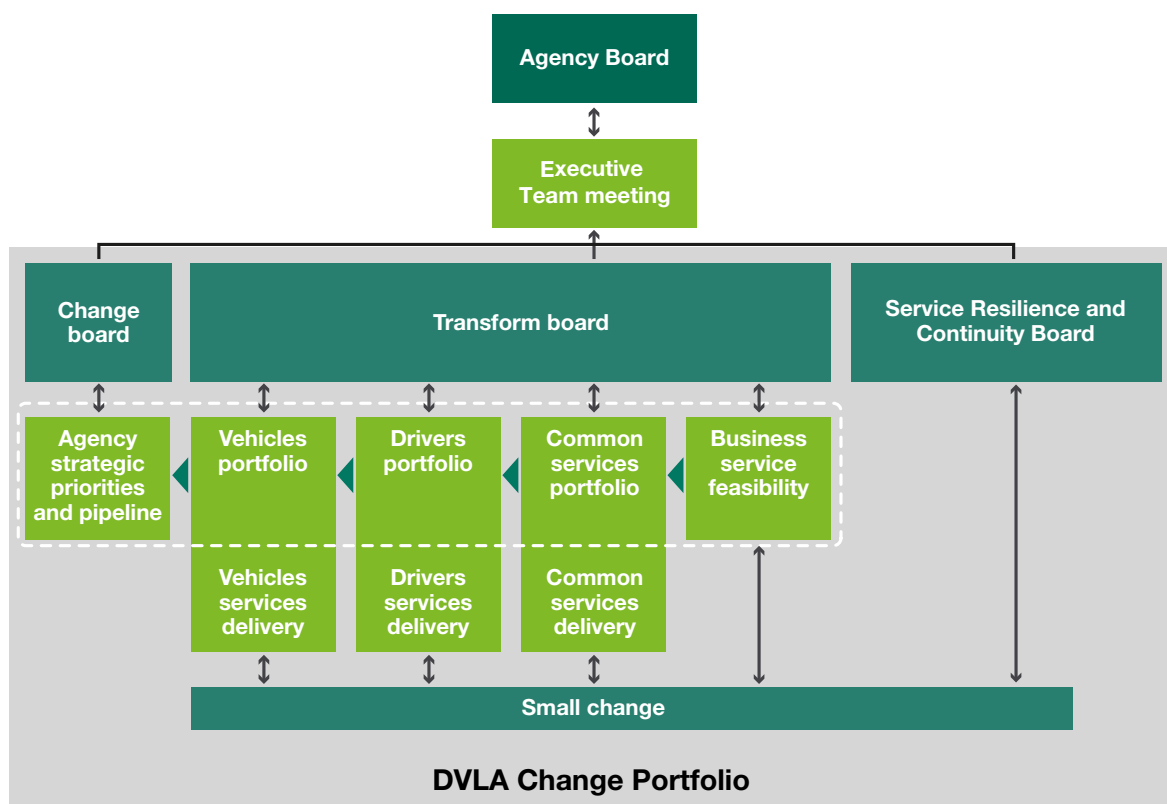 Agency Board
Executive
Team meeting
Change
board
Transform board
Service Resilience and
Continuity Board
Agency
strategic
priorities
and pipeline
Vehicles
portfolio
Drivers
portfolio
Common
services
portfolio
Business
service
feasibility
Vehicles
services
delivery
Drivers
services
delivery
Common
services
delivery
Small change
DVLA Change Portfolio